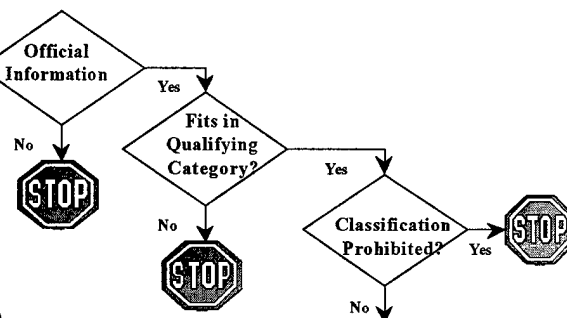 Official
Information
Yes
No
STOP
Fits in
Qualifying
Category?
Yes
No
STOP
Classification
Prohibited?
Yes
STOP
No